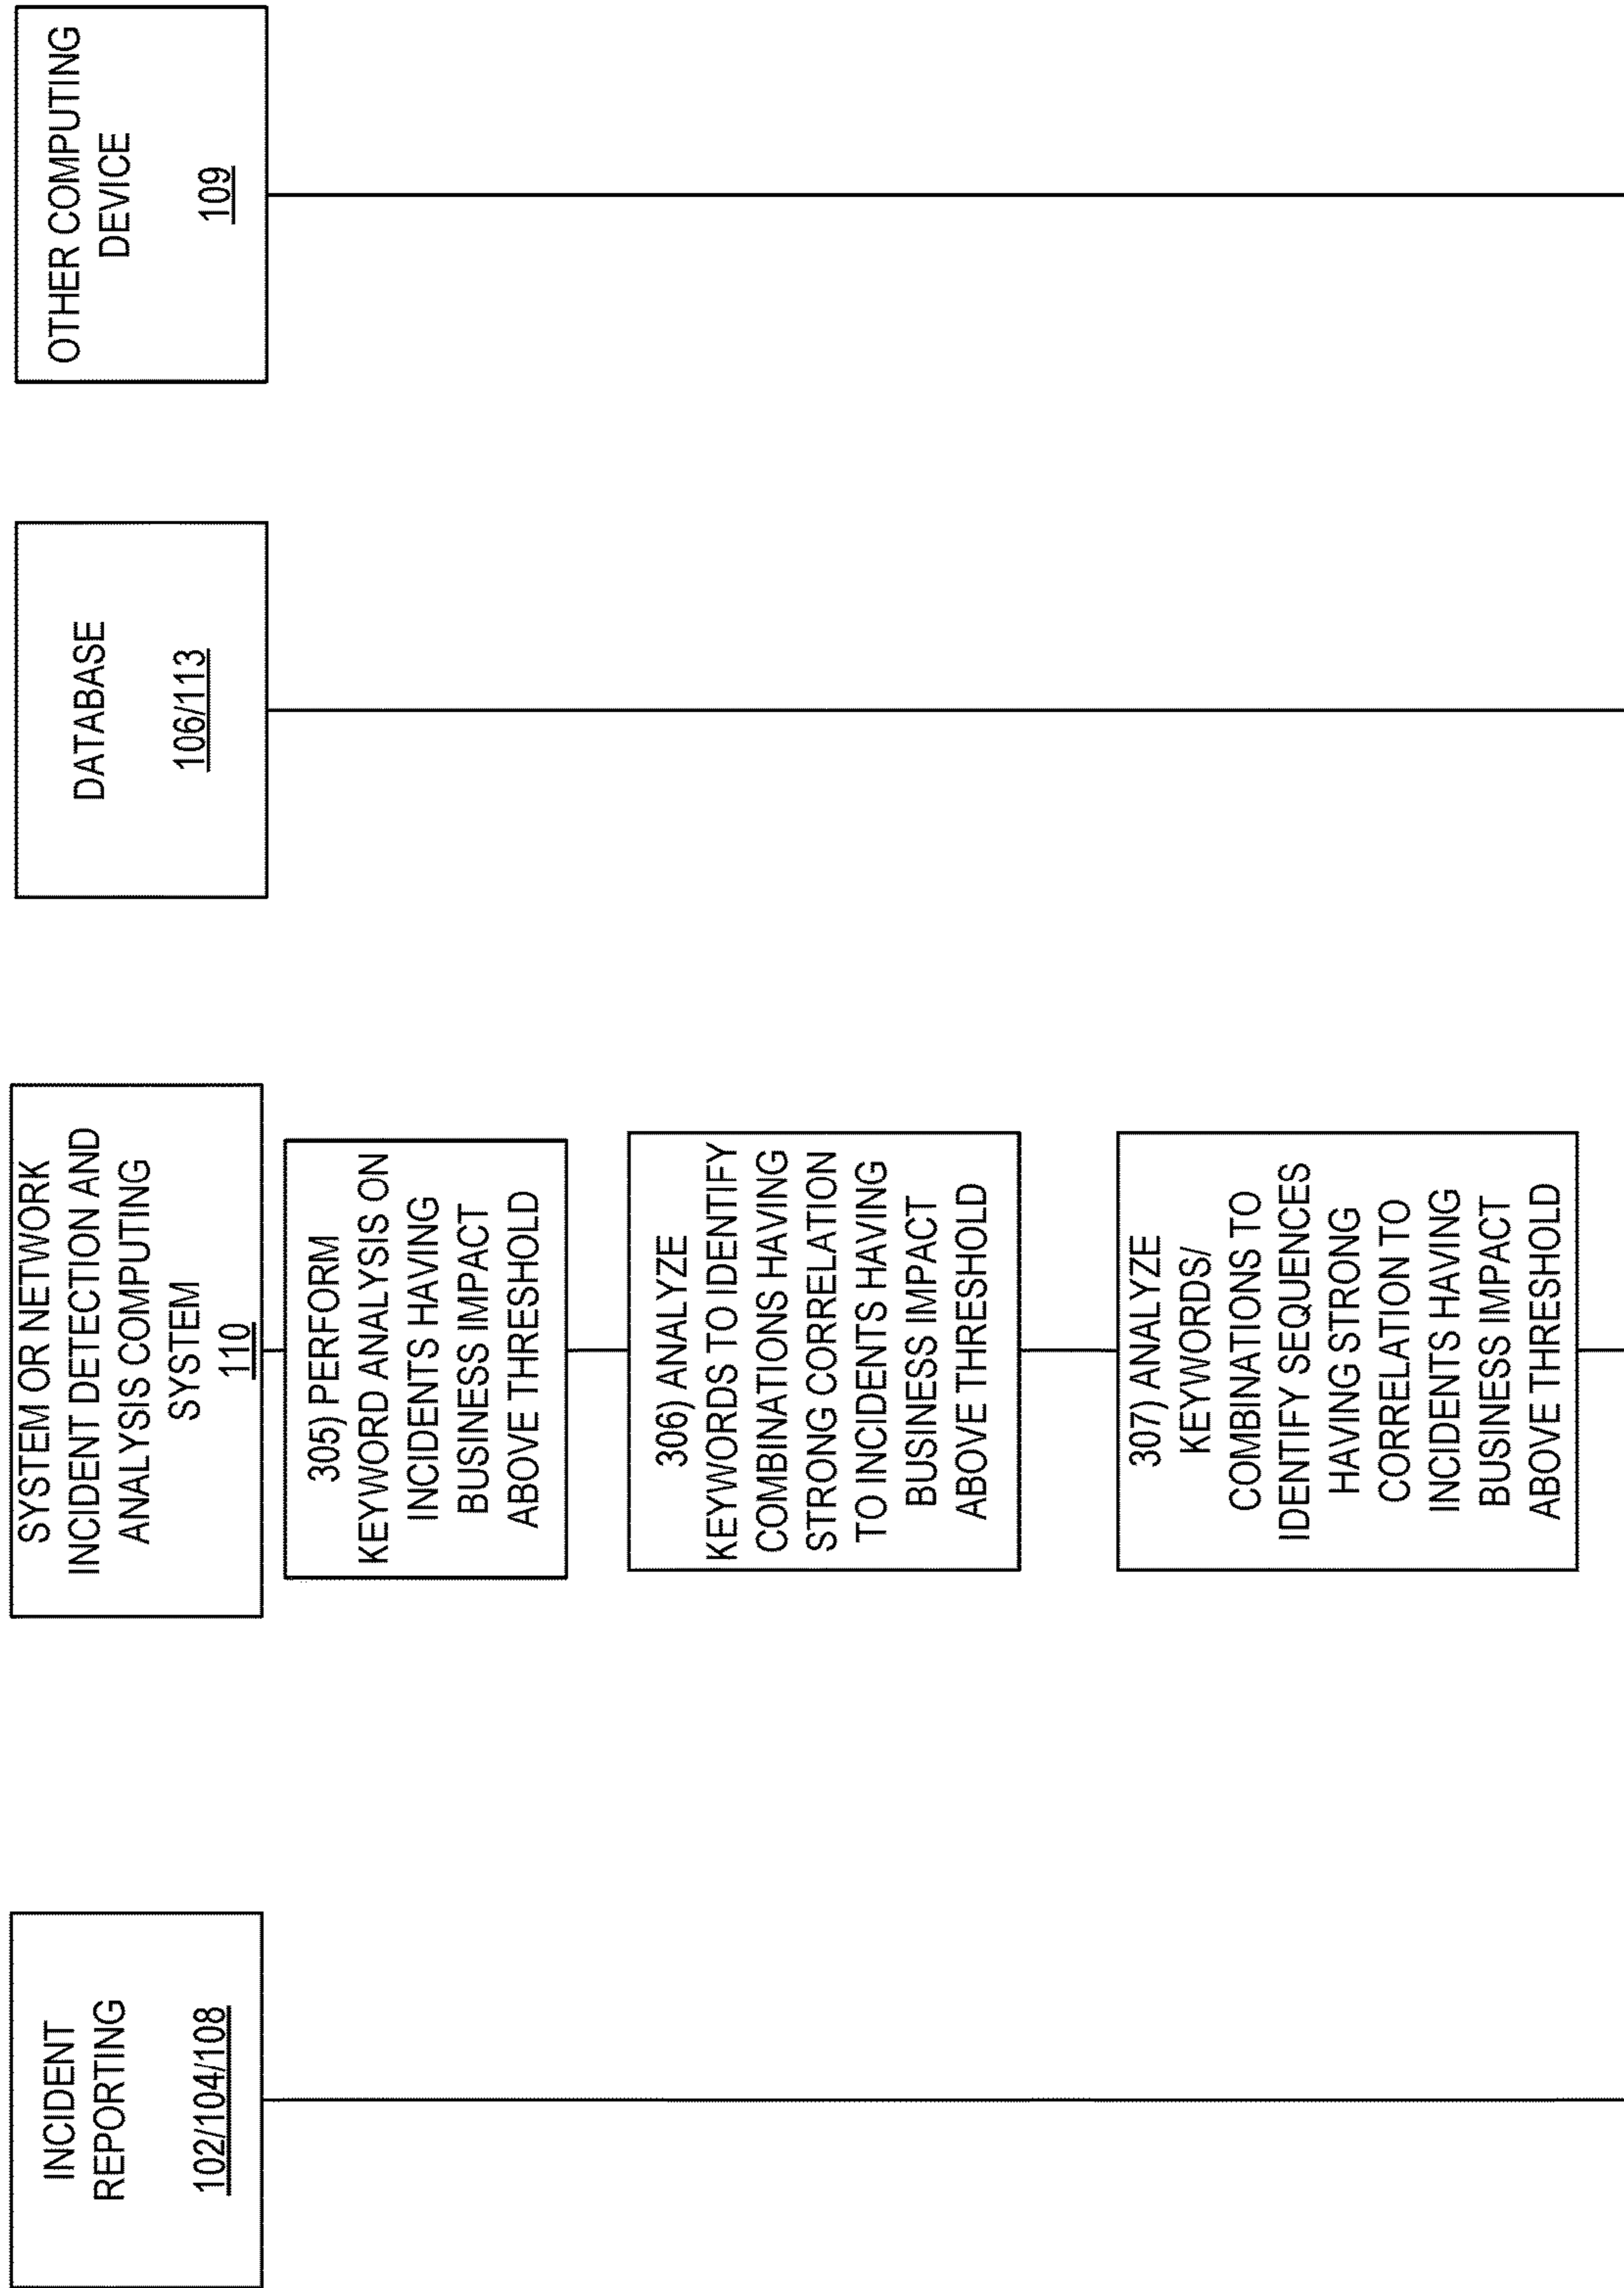 INCIDENT
REPORTING
102/104/108
SYSTEM OR NETWORK
INCIDENT DETECTION AND
ANALYSIS COMPUTING
SYSTEM
110
DATABASE
106/113
OTHER COMPUTING
DEVICE
109
305) PERFORM
KEYWORD ANALYSIS ON
INCIDENTS HAVING
BUSINESS IMPACT
ABOVE THRESHOLD
306) ANALYZE
KEYWORDS TO IDENTIFY
COMBINATIONS HAVING
STRONG CORRELATION
TO INCIDENTS HAVING
BUSINESS IMPACT
ABOVE THRESHOLD
307) ANALYZE
KEYWORDS/
COMBINATIONS TO
IDENTIFY SEQUENCES
HAVING STRONG
CORRELATION TO
INCIDENTS HAVING
BUSINESS IMPACT
ABOVE THRESHOLD